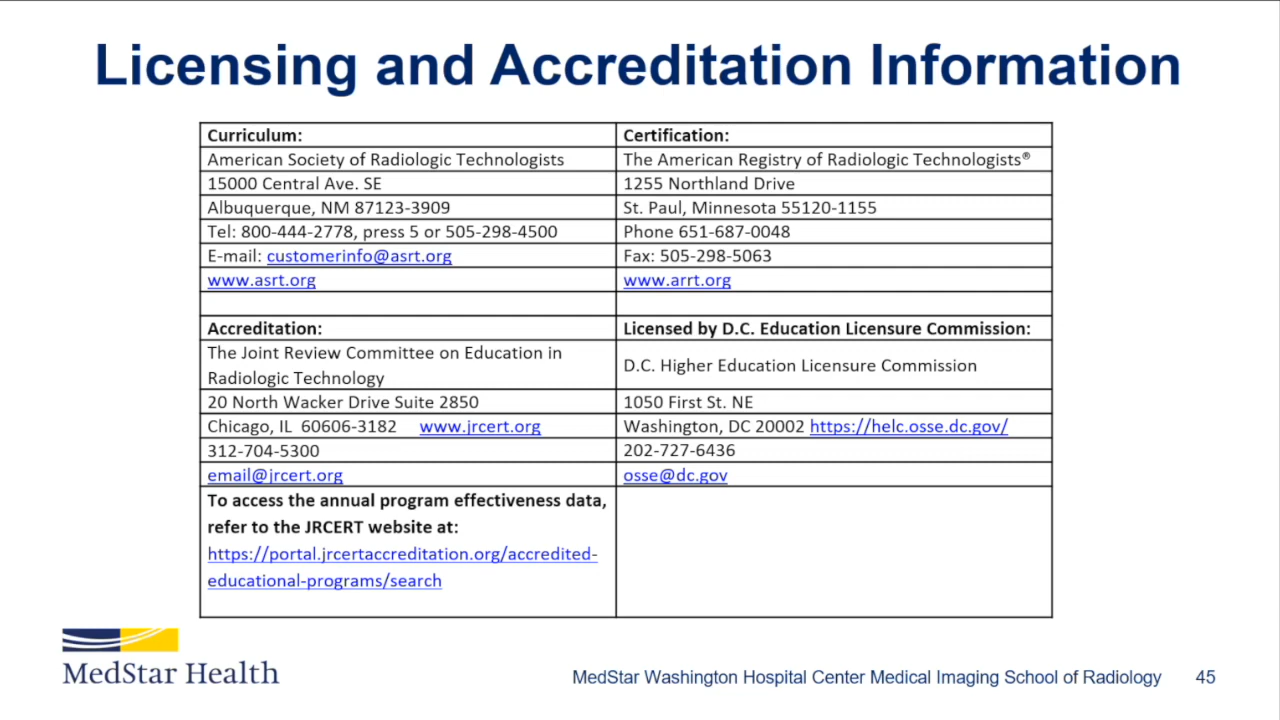 Licensing and Accreditation Information
Curriculum:
American Society of Radiologic Technologists
15000 Central Ave. SE
Albuquerque, NM 87123-3909
Tel: 800-444-2778, press 5 or 505-298-4500
E-mail: customerinfo@asrt.org
www.asrt.org
Certification:
The American Registry of Radiologic Technologists®
1255 Northland Drive
St. Paul, Minnesota 55120-1155
Phone 651-687-0048
Fax: 505-298-5063
www.arrt.org
Accreditation:
The Joint Review Committee on Education in
Radiologic Technology
20 North Wacker Drive Suite 2850
Chicago, IL  60606-3182 www.jrcert.org
312-704-5300
email@jrcert.org
To access the annual program effectiveness data,
refer to the JRCERT website at:
https://portal.jrcertaccreditation.org/accredited-
educational-programs/search
Licensed by D.C. Education Licensure Commission:
D.C. Higher Education Licensure Commission
1050 First St. NE
Washington, DC 20002 https://helc.osse.dc.gov/
202-727-6436
osse@dc.gov
MedStar Health
MedStar Washington Hospital Center Medical Imaging School of Radiology 45